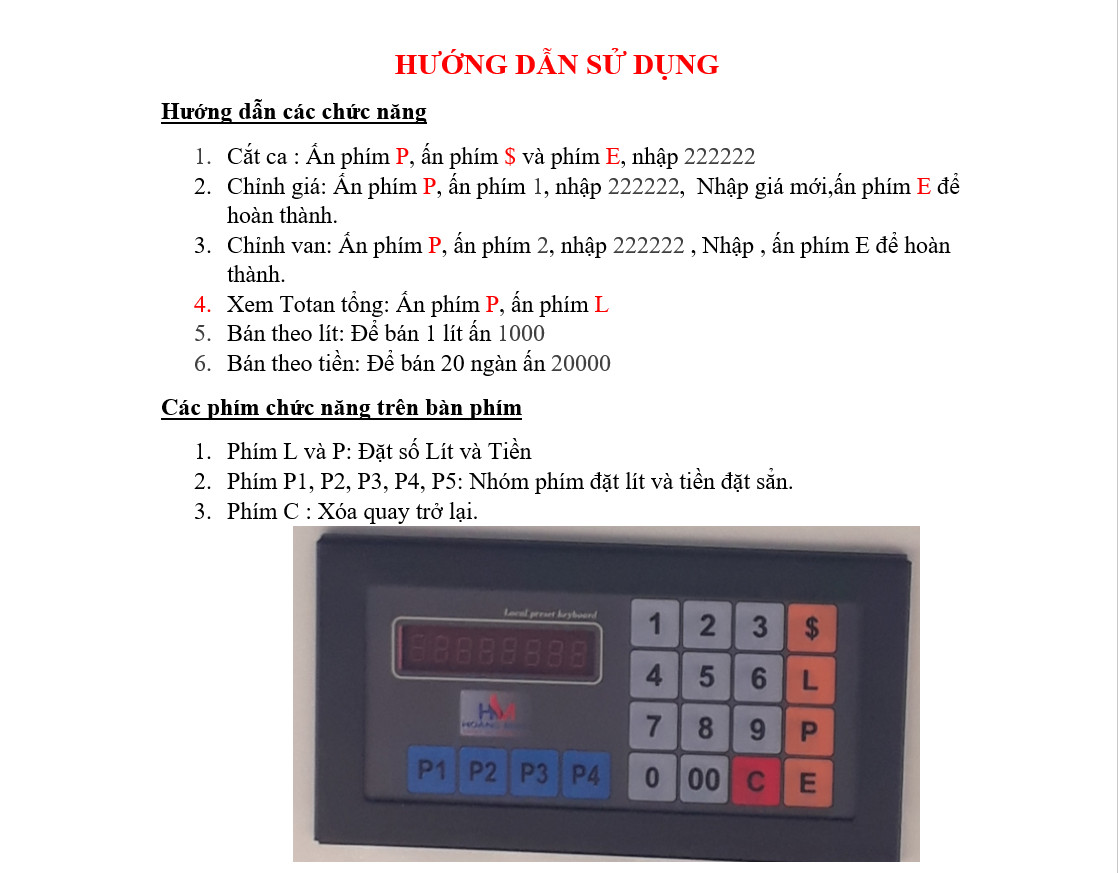 HƯỚNG DẪN SỬ DỤNG
Hướng dẫn các chức năng
1. Cắt ca : Ấn phím P, ấn phím $ và phím E, nhập 222222
2. Chỉnh giá: Ấn phím P, ấn phím 1, nhập 222222, Nhập giá mới,ấn phím E để
hoàn thành.
3. Chỉnh van: Ấn phím P, ấn phím 2, nhập 222222 , Nhập , ấn phím E để hoàn
thành.
4. Xem Totan tổng: Ấn phím P, ấn phím L
5. Bán theo lít: Để bán 1 lít ấn 1000
6. Bán theo tiền: Để bán 20 ngàn ấn 20000
Các phím chức năng trên bàn phím
1. Phím L và P: Đặt số Lít và Tiền
2. Phím P1, P2, P3, P4, P5: Nhóm phím đặt lít và tiền đặt sẳn.
3. Phím C : Xóa quay trở lại.
Local preset keyboard
1 2 3 $
4 5 6 L
7 8 9 P
HM
P1 P2 P3 P4
0 00 C E